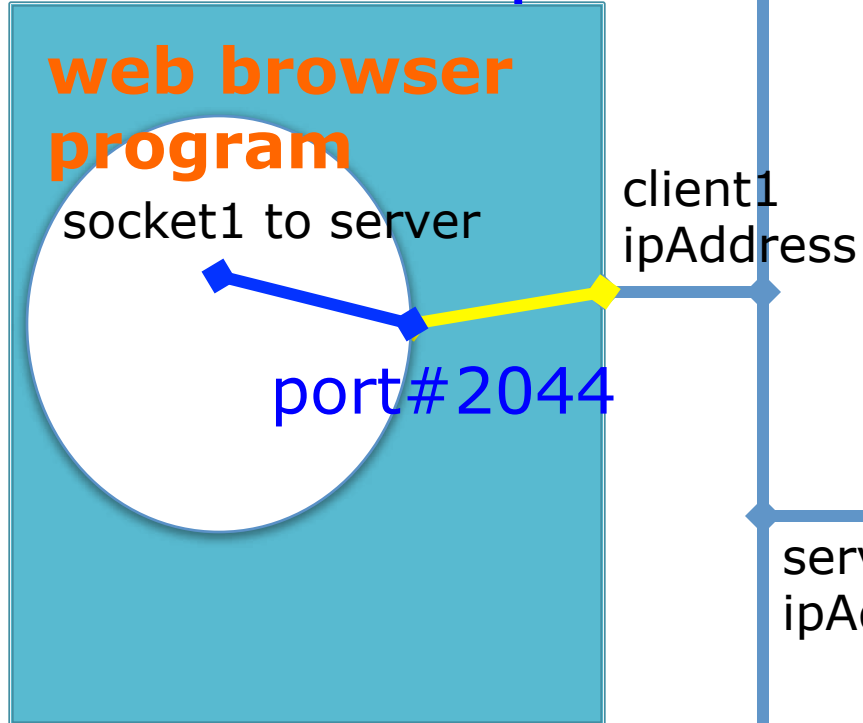 web browser
program
socket1 to server
client1
ipAddress
port#2044